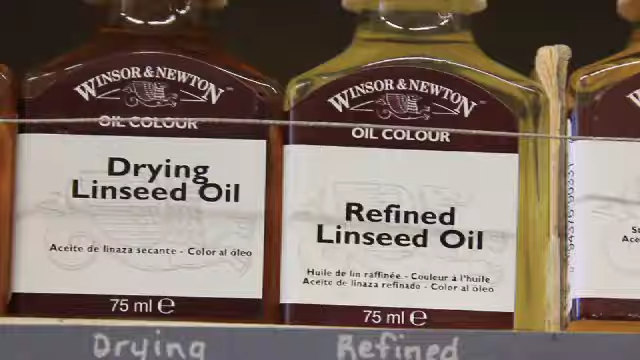 WINSOR & NEWTON
OIL COLOUR
Drying
Linseed Oil
Aceite de linaza secante - Color al óleo
75 ml e
WINSOR & NEWTON
OIL COLOUR
Refined
Linseed Oil
Huile de lin raffinée - Couleur à l'huile
Aceite de linaza refinado - Color al óleo
75 ml e
Drying
Refined